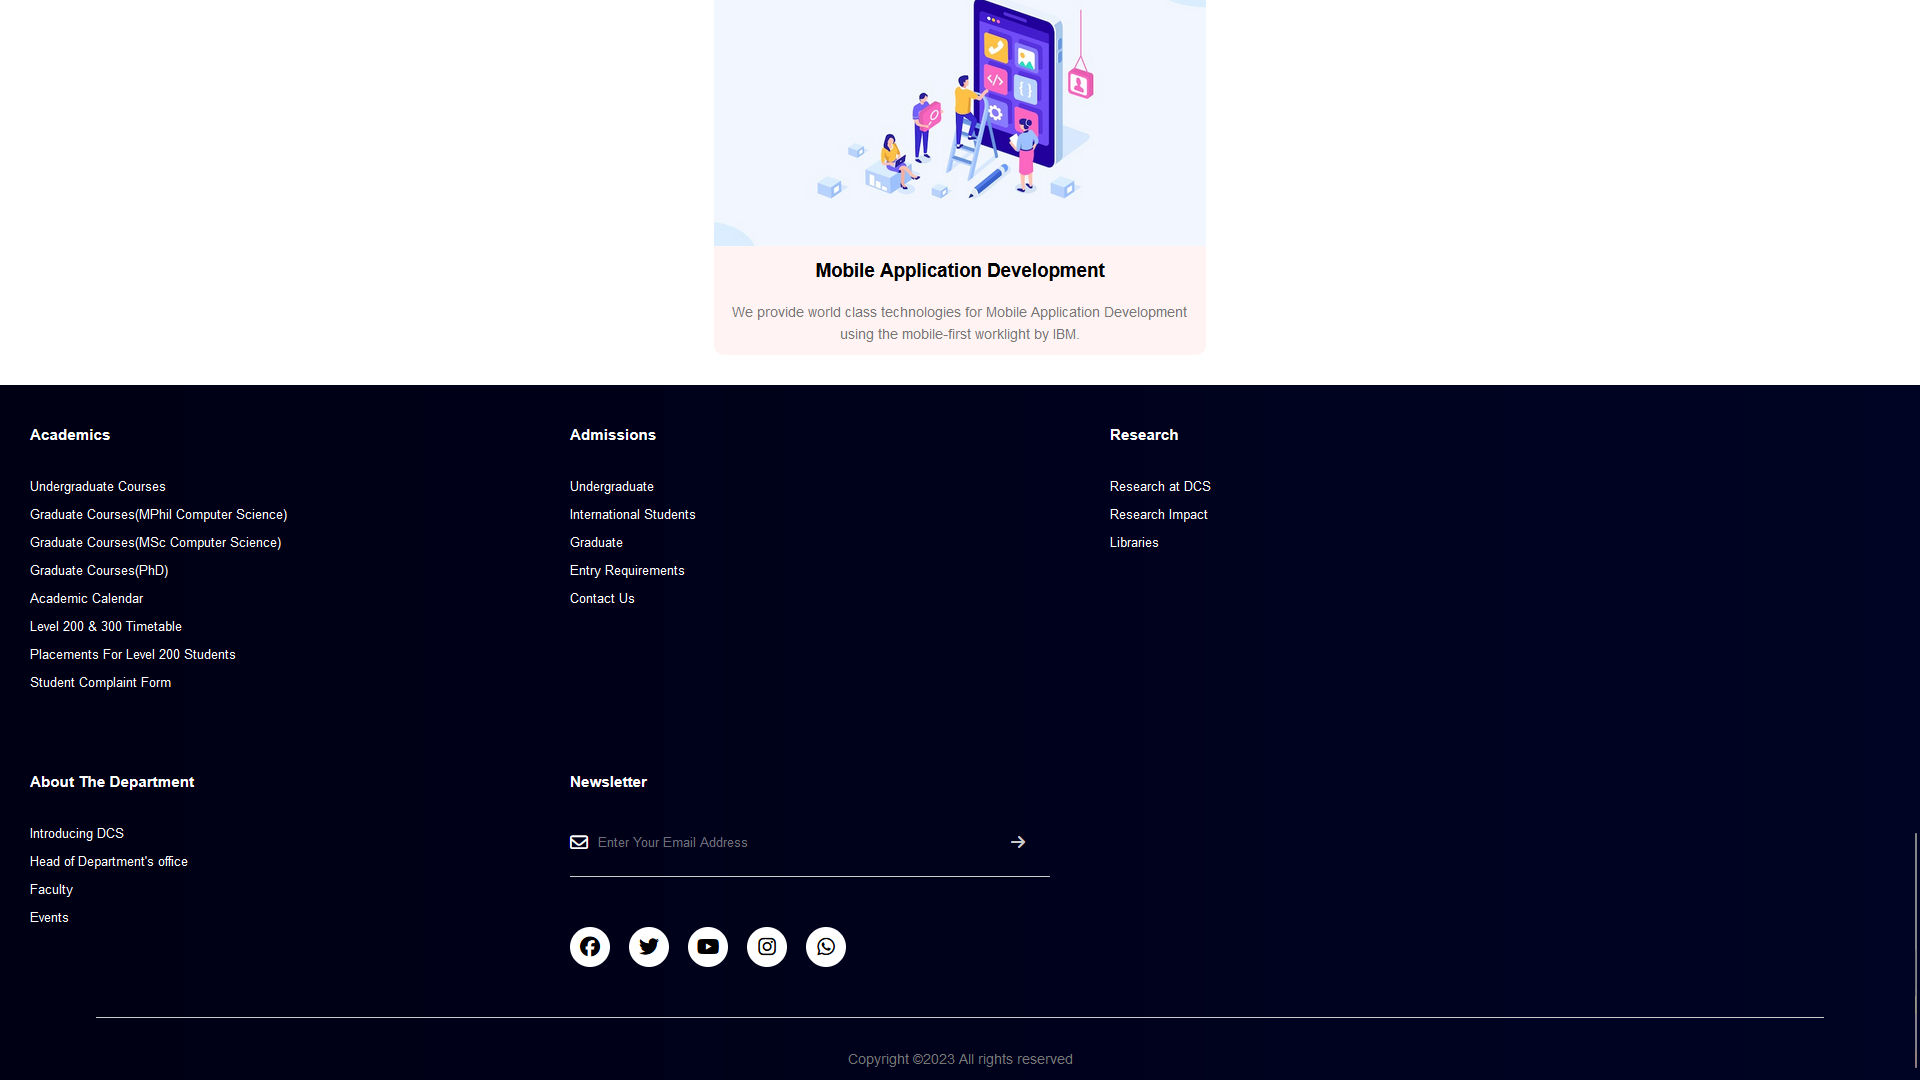 Mobile Application Development
We provide world class technologies for Mobile Application Development
using the mobile-first worklight by IBM.
Academics
Undergraduate Courses
Graduate Courses(MPhil Computer Science)
Graduate Courses(MSc Computer Science)
Graduate Courses(PhD)
Academic Calendar
Level 200 & 300 Timetable
Placements For Level 200 Students
Student Complaint Form
Admissions
Undergraduate
International Students
Graduate
Entry Requirements
Contact Us
Research
Research at DCS
Research Impact
Libraries
About The Department
Introducing DCS
Head of Department's office
Faculty
Events
Newsletter
Enter Your Email Address
Copyright ©2023 All rights reserved